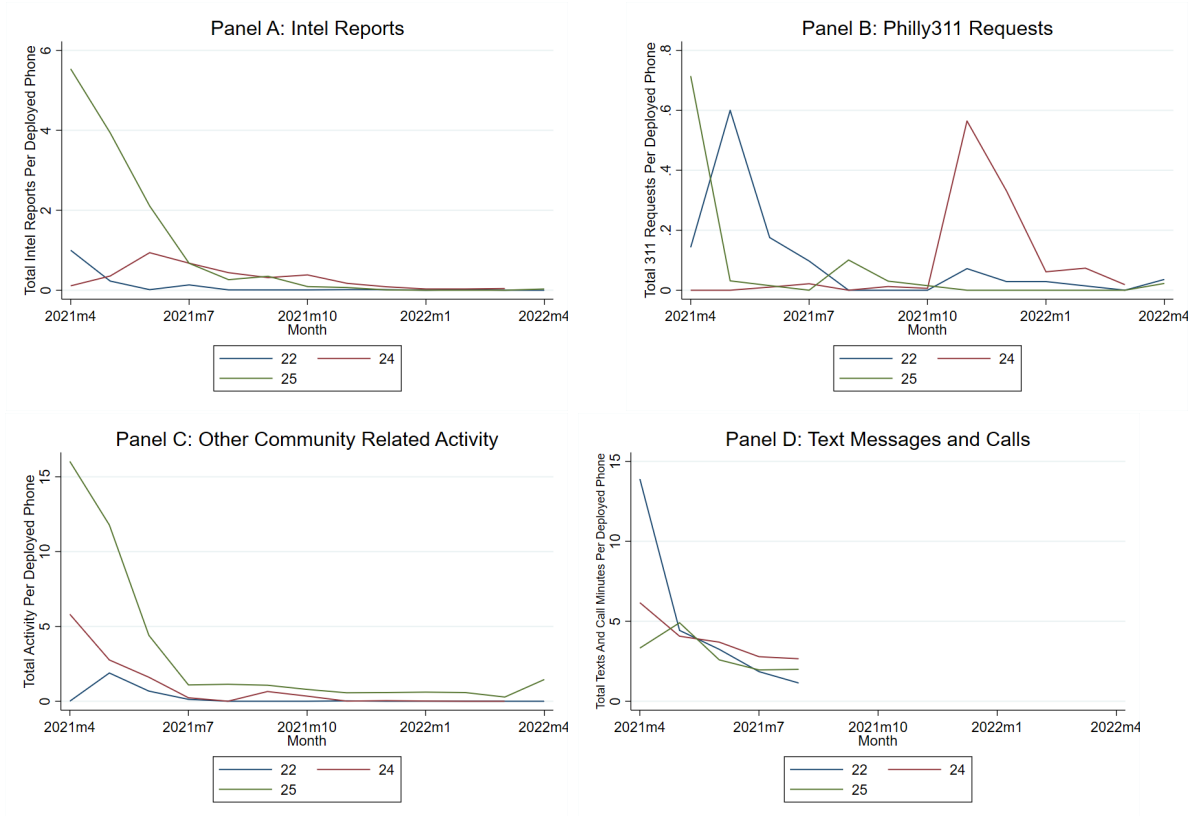 Panel A: Intel Reports
Total Intel Reports Per Deployed Phone
6
4
2
0
2021m4 2021m7 2021m10 2022m1 2022m4
Month
22 24
25
Panel B: Philly311 Requests
Total 311 Requests Per Deployed Phone
.8
.6
.4
.2
0
2021m4 2021m7 2021m10 2022m1 2022m4
Month
22 24
25
Panel C: Other Community Related Activity
Total Activity Per Deployed Phone
15
10
5
0
2021m4 2021m7 2021m10 2022m1 2022m4
Month
22 24
25
Panel D: Text Messages and Calls
Total Texts And Call Minutes Per Deployed Phone
15
10
5
0
2021m4 2021m7 2021m10 2022m1 2022m4
Month
22 24
25